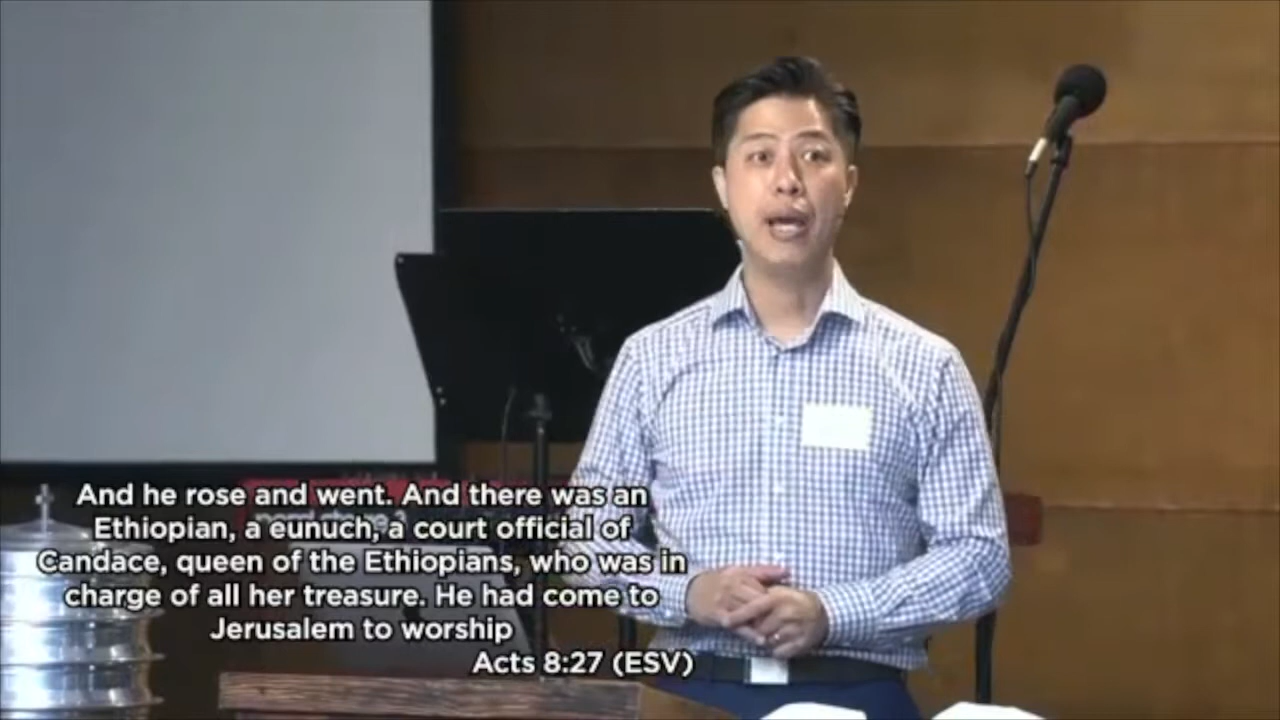 And he rose and went. And there was an
Ethiopian, a eunuch, a court official of
Candace, queen of the Ethiopians, who was in
charge of all her treasure. He had come to
Jerusalem to worship
Acts 8:27 (ESV)